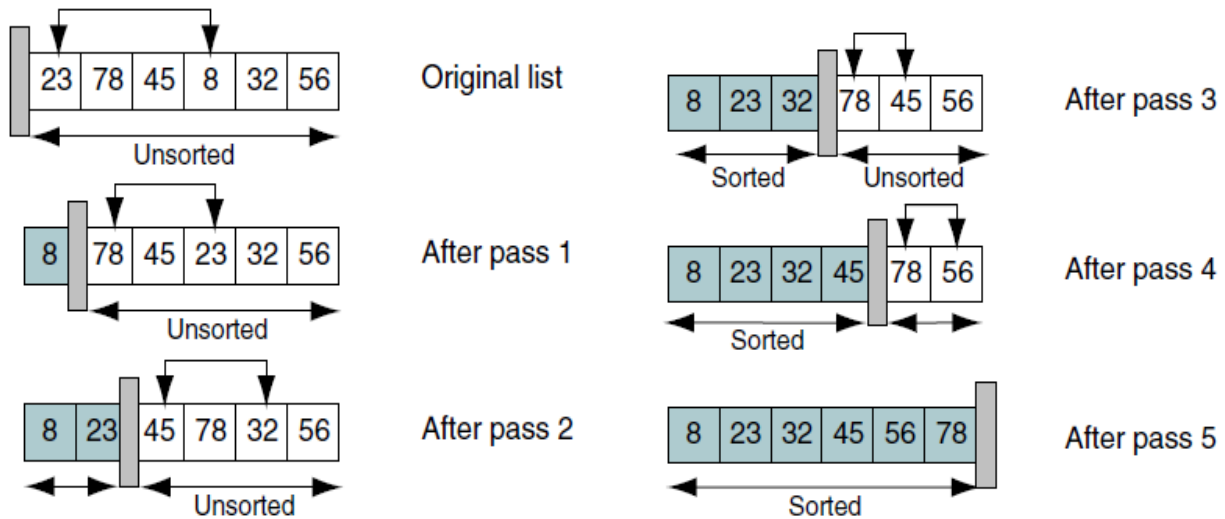 23 78 45 8 32 56 Original list
Unsorted
8 78 45 23 32 56 After pass 1
Unsorted
8 23 45 78 32 56 After pass 2
Unsorted
8 23 32 78 45 56 After pass 3
Sorted Unsorted
8 23 32 45 78 56 After pass 4
Sorted
8 23 32 45 56 78 After pass 5
Sorted